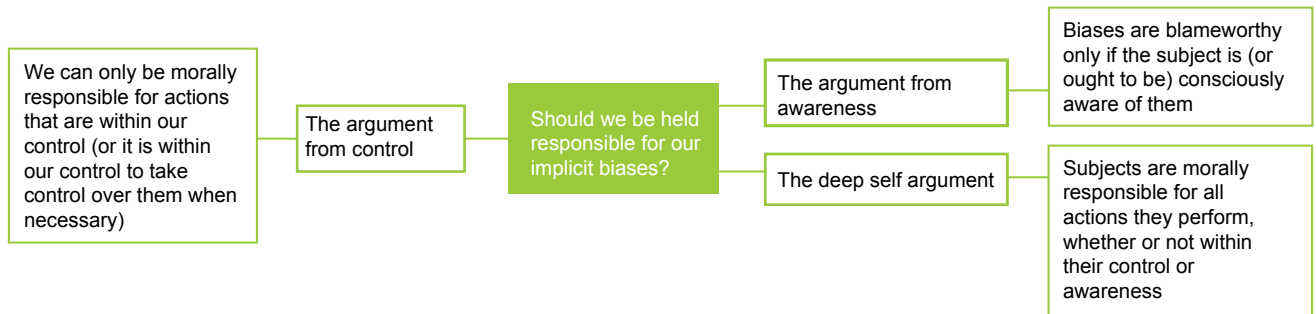 We can only be morally
responsible for actions
that are within our
control (or it is within
our control to take
control over them when
necessary)
The argument
from control
Should we be held
responsible for our
implicit biases?
The argument from
awareness
Biases are blameworthy
only if the subject is (or
ought to be) consciously
aware of them
The deep self argument
Subjects are morally
responsible for all
actions they perform,
whether or not within
their control or
awareness